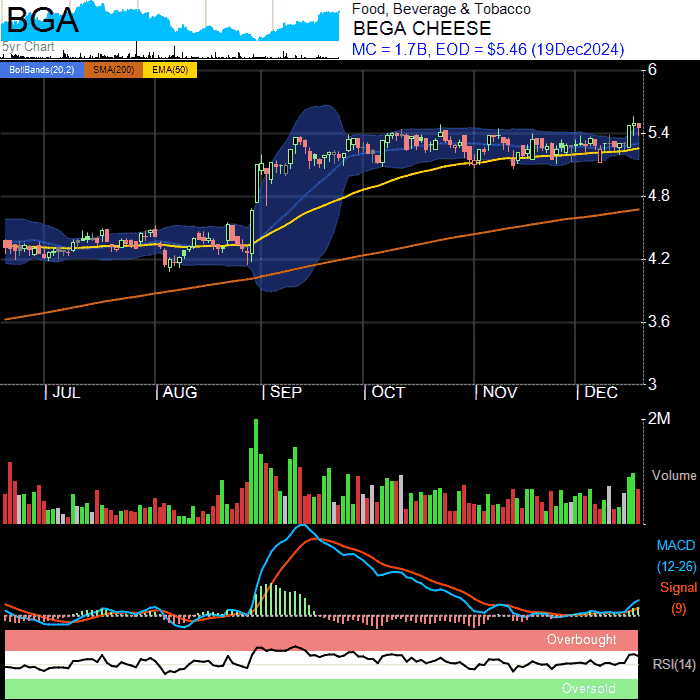 BGA
5yr Chart
Food, Beverage & Tobacco
BEGA CHEESE
MC = 1.7B, EOD = $5.46 (19Dec2024)
BollBands(20,2) SMA(200) EMA(50)
6
5.4
4.8
4.2
3.6
3
JUL AUG SEP OCT NOV DEC
2M
Volume
MACD
(12-26)
Signal
(9)
Overbought
RSI(14)
Oversold